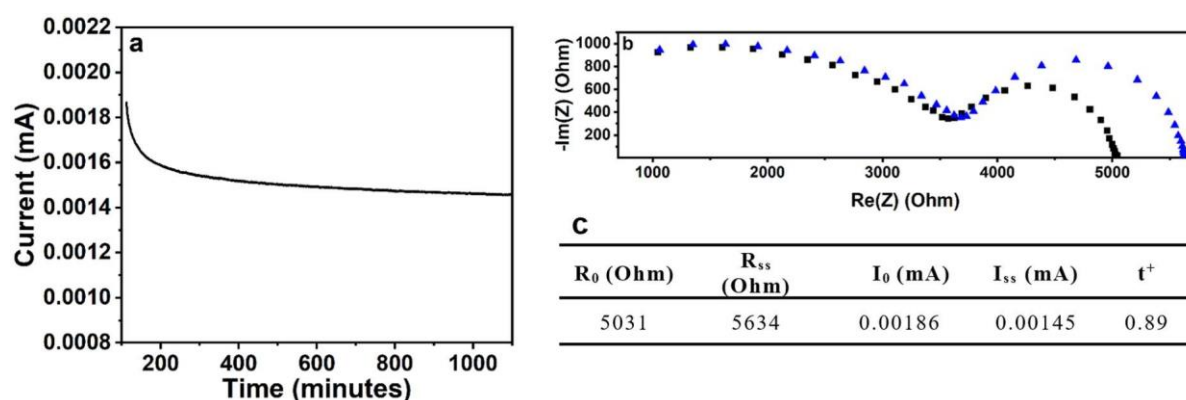 a
0.0022
0.0020
0.0018
0.0016
0.0014
0.0012
0.0010
0.0008
Current (mA)
200 400 600 800 1000
Time (minutes)
b
1000
800
600
400
200
-Im(Z) (Ohm)
1000 2000 3000 4000 5000
Re(Z) (Ohm)
C
R₀ (Ohm) Rₛₛ (Ohm) I₀ (mA) Iₛₛ (mA) t⁺
5031 5634 0.00186 0.00145 0.89